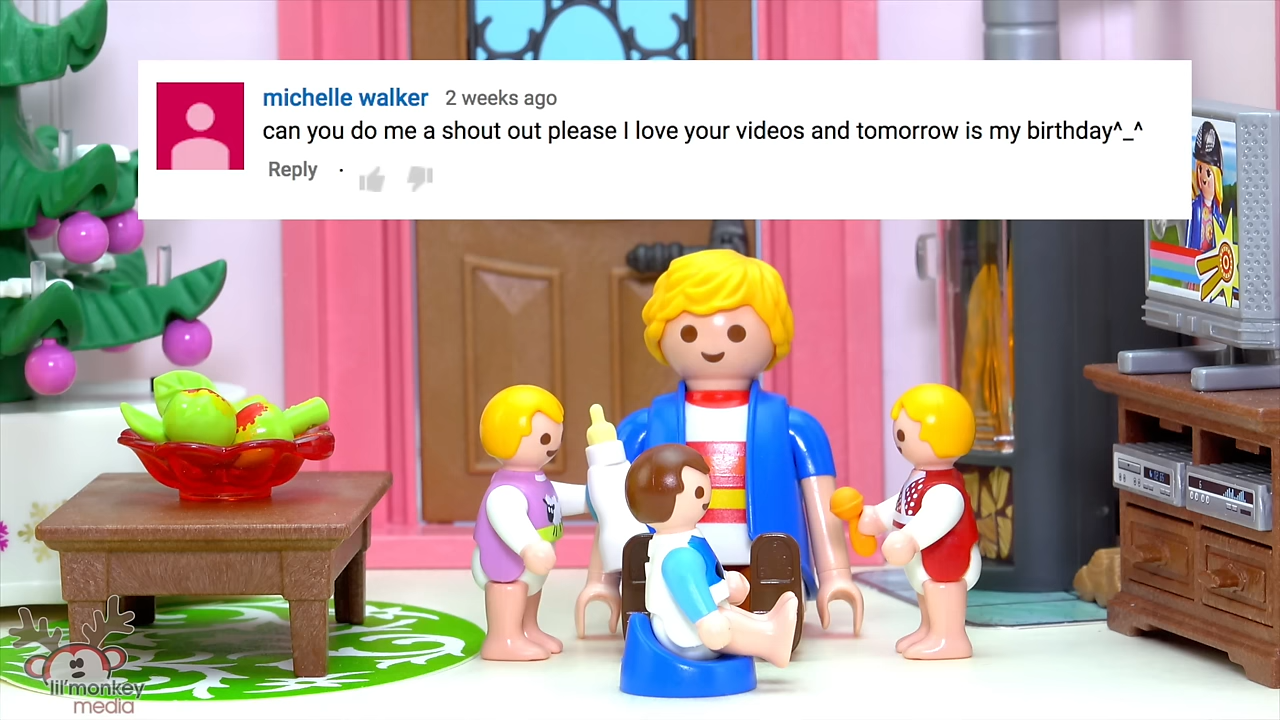 michelle walker 2 weeks ago
can you do me a shout out please I love your videos and tomorrow is my birthday^_^
Reply ·
lil'monkey
media